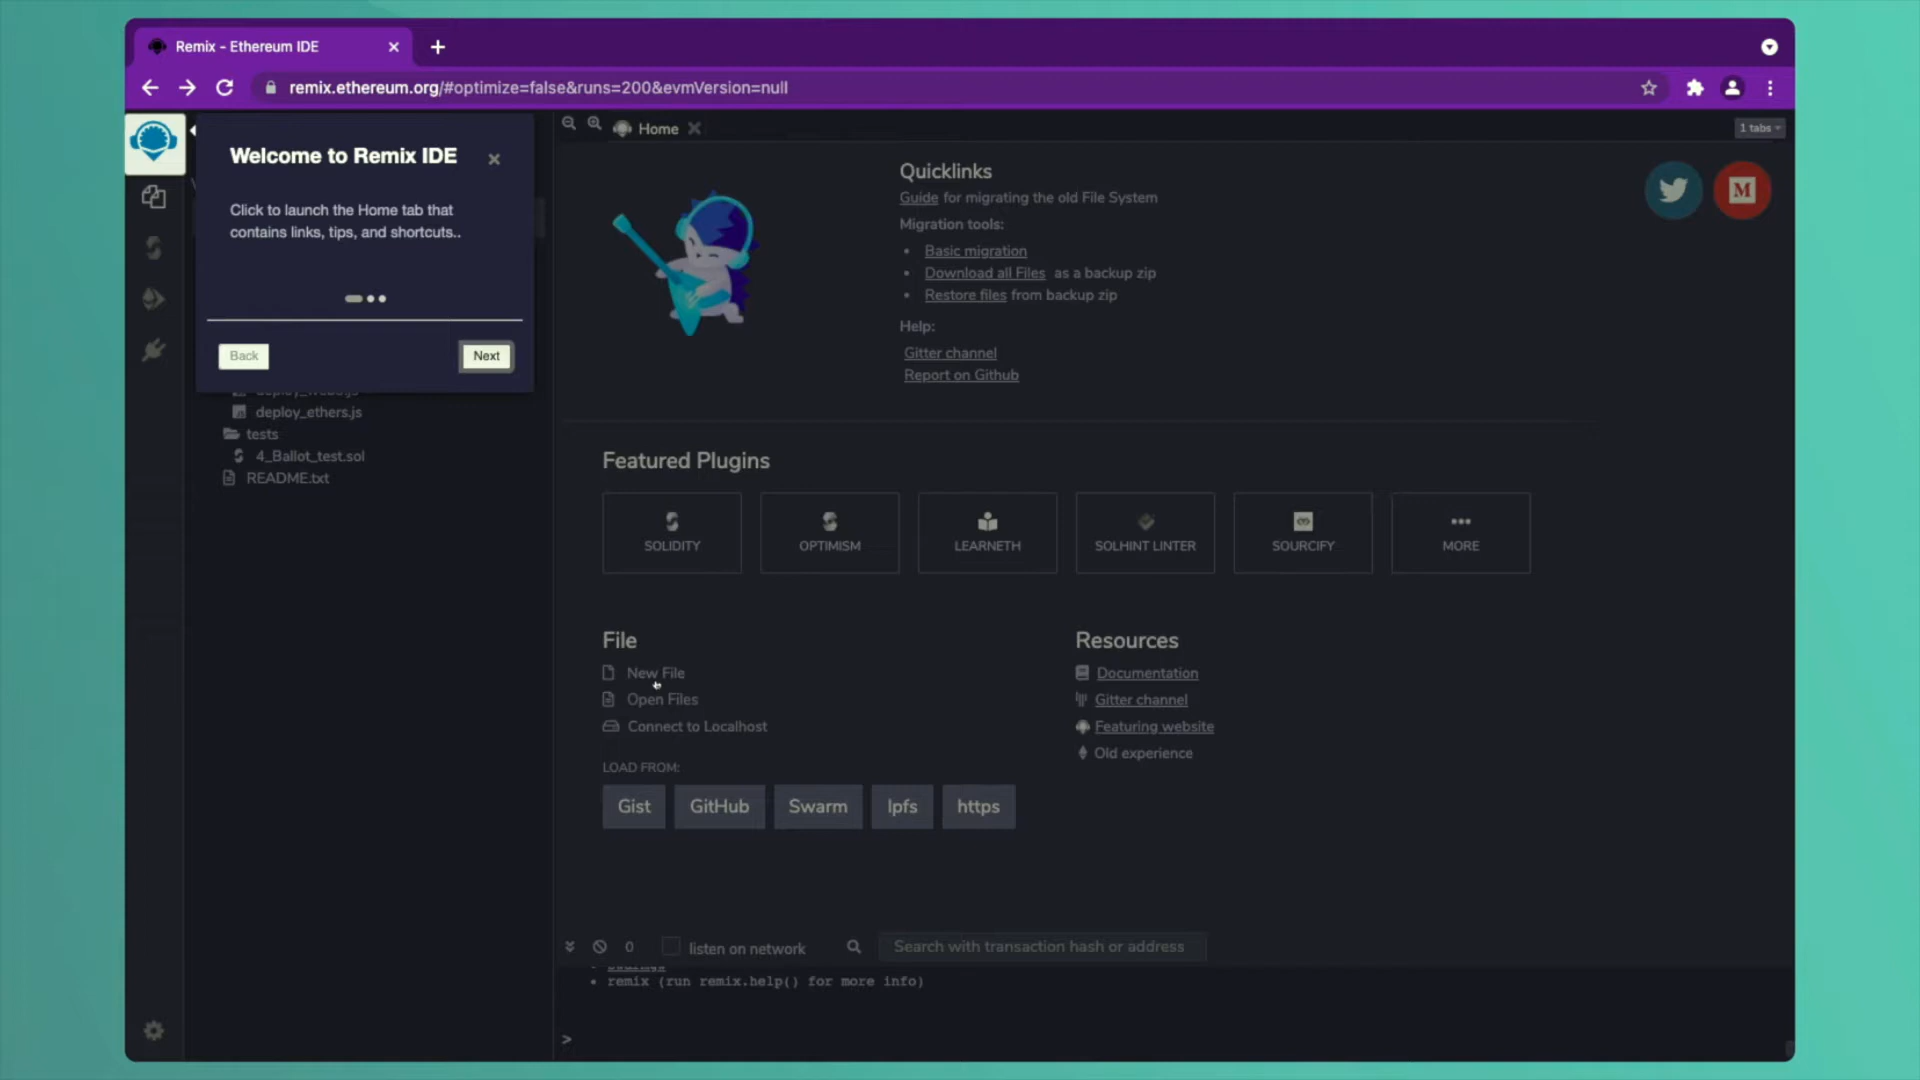 Remix - Ethereum IDE
remix.ethereum.org/#optimize=false&runs=200&evmVersion=null
Welcome to Remix IDE
Click to launch the Home tab that
contains links, tips, and shortcuts..
Back
Next
deploy_ethers.js
tests
4_Ballot_test.sol
README.txt
Home
1 tabs
Quicklinks
Guide for migrating the old File System
Migration tools:
• Basic migration
• Download all Files as a backup zip
• Restore files from backup zip
Help:
Gitter channel
Report on Github
M
Featured Plugins
SOLIDITY
OPTIMISM
LEARNETH
SOLHINT LINTER
SOURCIFY
MORE
File
New File
Open Files
Connect to Localhost
LOAD FROM:
Gist
GitHub
Swarm
Ipfs
https
Resources
Documentation
Gitter channel
Featuring website
Old experience
0
listen on network
Search with transaction hash or address
• remix (run remix.help() for more info)
>